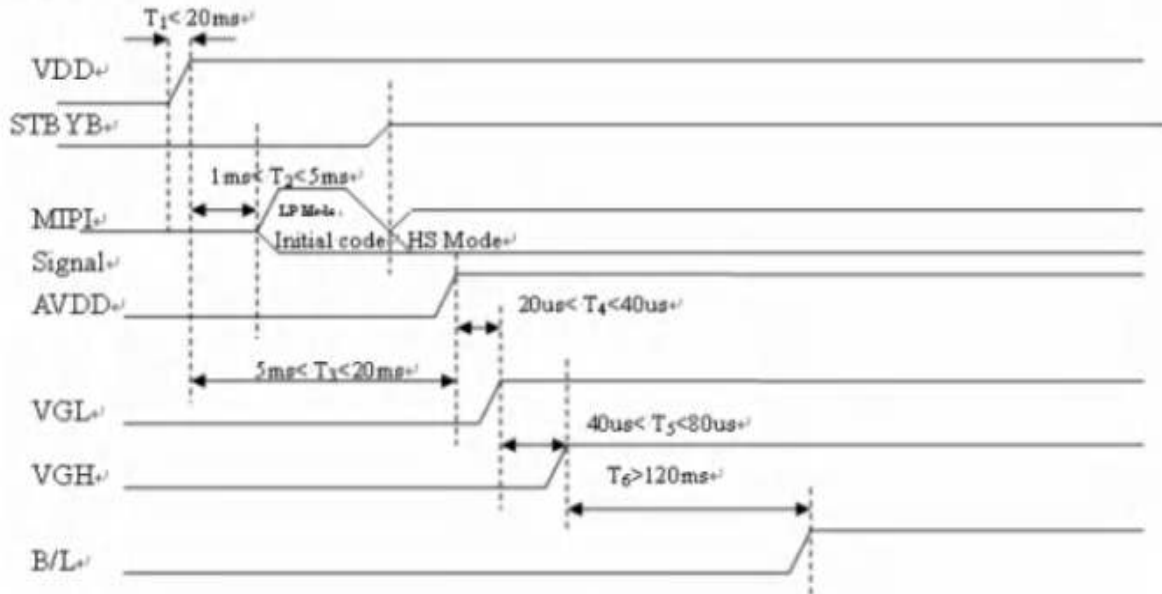 T₁< 20ms↵
VDD↵
STBYB↵
1ms< T₂<5ms↵
MIPI↵
LP Mode .
Initial code HS Mode↵
Signal↵
AVDD↵
20us< T₄<40us↵
5ms< T₃<20ms↵
VGL↵
40us< T₅<80us↵
VGH↵
T₆>120ms↵
B/L↵